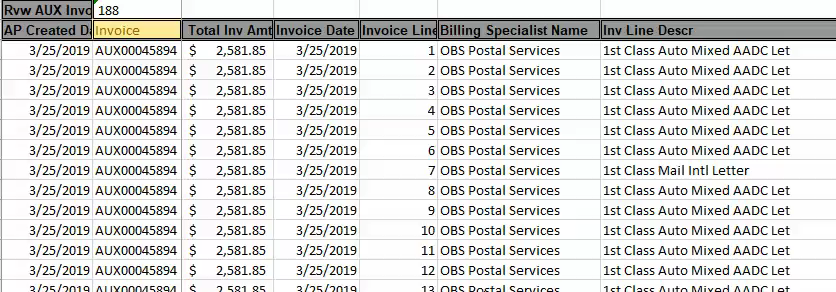 Rvw AUX Invo 188
AP Created D Invoice Total Inv Amt Invoice Date Invoice Line Billing Specialist Name Inv Line Descr
3/25/2019 AUX00045894 $ 2,581.85 3/25/2019 1 OBS Postal Services 1st Class Auto Mixed AADC Let
3/25/2019 AUX00045894 $ 2,581.85 3/25/2019 2 OBS Postal Services 1st Class Auto Mixed AADC Let
3/25/2019 AUX00045894 $ 2,581.85 3/25/2019 3 OBS Postal Services 1st Class Auto Mixed AADC Let
3/25/2019 AUX00045894 $ 2,581.85 3/25/2019 4 OBS Postal Services 1st Class Auto Mixed AADC Let
3/25/2019 AUX00045894 $ 2,581.85 3/25/2019 5 OBS Postal Services 1st Class Auto Mixed AADC Let
3/25/2019 AUX00045894 $ 2,581.85 3/25/2019 6 OBS Postal Services 1st Class Auto Mixed AADC Let
3/25/2019 AUX00045894 $ 2,581.85 3/25/2019 7 OBS Postal Services 1st Class Mail Intl Letter
3/25/2019 AUX00045894 $ 2,581.85 3/25/2019 8 OBS Postal Services 1st Class Auto Mixed AADC Let
3/25/2019 AUX00045894 $ 2,581.85 3/25/2019 9 OBS Postal Services 1st Class Auto Mixed AADC Let
3/25/2019 AUX00045894 $ 2,581.85 3/25/2019 10 OBS Postal Services 1st Class Auto Mixed AADC Let
3/25/2019 AUX00045894 $ 2,581.85 3/25/2019 11 OBS Postal Services 1st Class Auto Mixed AADC Let
3/25/2019 AUX00045894 $ 2,581.85 3/25/2019 12 OBS Postal Services 1st Class Auto Mixed AADC Let
3/25/2019 AUX00045894 $ 2,581.85 3/25/2019 13 OBS Postal Services 1st Class Auto Mixed AADC Let